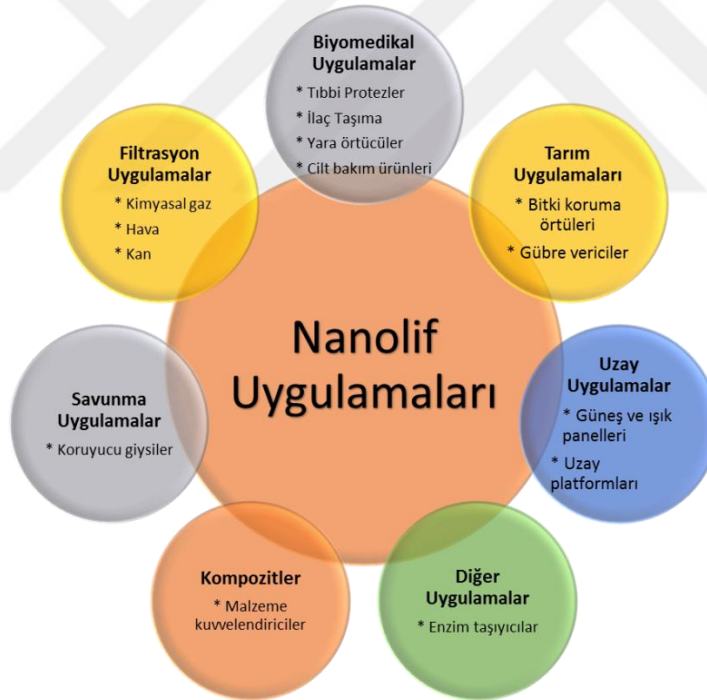 Biyomedikal
Uygulamalar
* Tıbbi Protezler
* İlaç Taşıma
* Yara örtücüler
* Cilt bakım ürünleri
Tarım
Uygulamaları
* Bitki koruma
örtüleri
* Gübre vericiler
Uzay
Uygulamalar
* Güneş ve ışık
panelleri
* Uzay
platformları
Diğer
Uygulamalar
* Enzim taşıyıcılar
Kompozitler
* Malzeme
kuvvelendiriciler
Savunma
Uygulamalar
* Koruyucu giysiler
Filtrasyon
Uygulamalar
* Kimyasal gaz
* Hava
* Kan
Nanolif
Uygulamaları